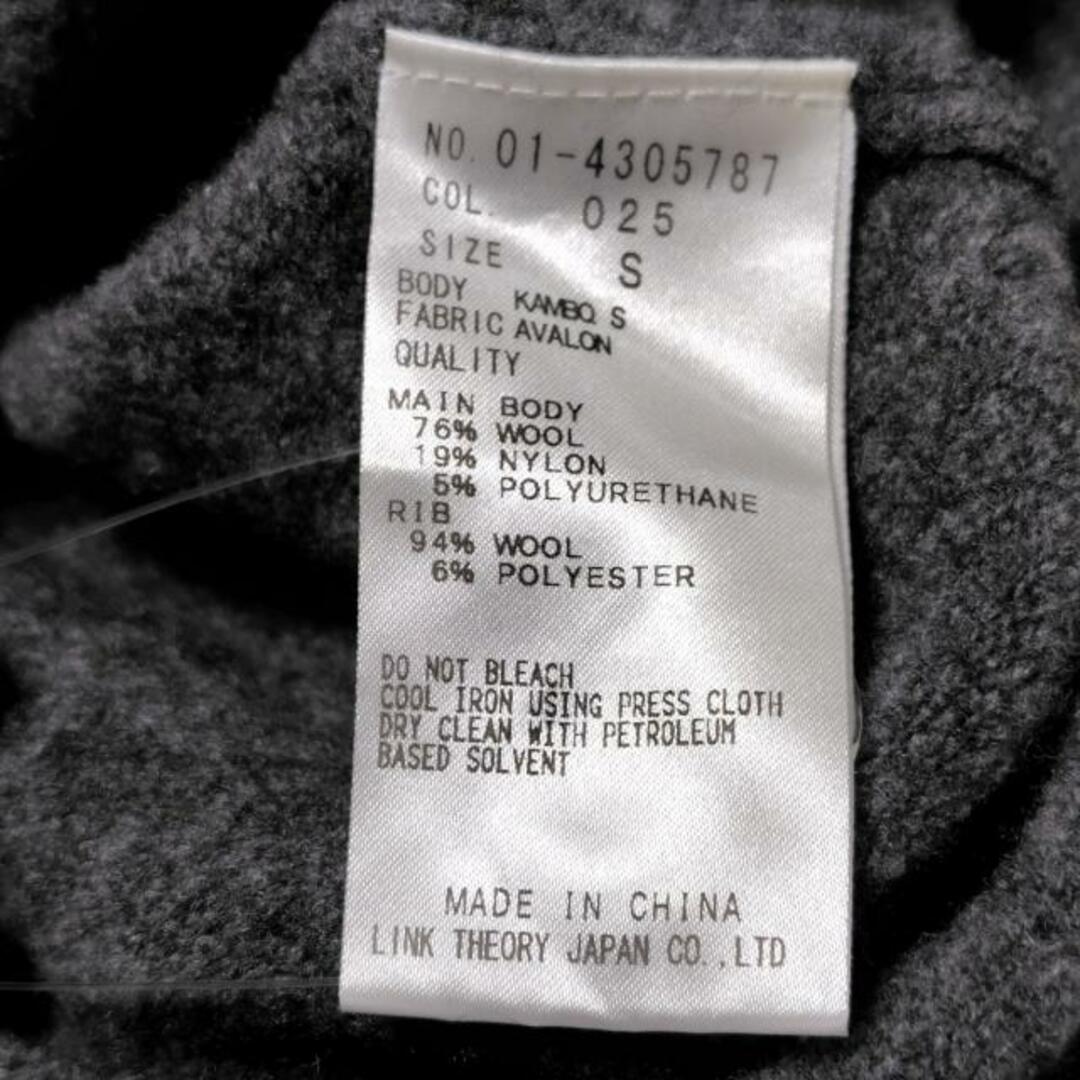 NO. 01-4305787
COL. 025
SIZE S
BODY KAMBO S
FABRIC AVALON
QUALITY
MAIN BODY
76% WOOL
19% NYLON
5% POLYURETHANE
RIB
94% WOOL
6% POLYESTER
DO NOT BLEACH
COOL IRON USING PRESS CLOTH
DRY CLEAN WITH PETROLEUM
BASED SOLVENT
MADE IN CHINA
LINK THEORY JAPAN CO.,LTD